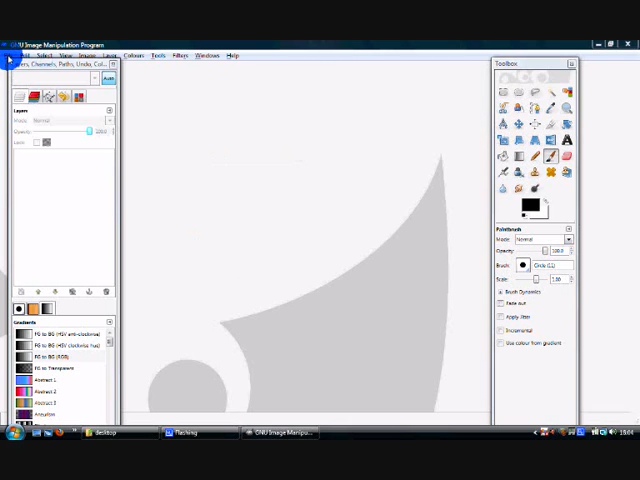 GNU Image Manipulation Program
Select View Image Layer Colours Tools Filters Windows Help
Layers, Channels, Paths, Undo, Col...
Auto
Layers
Mode: Normal
Opacity: 100.0
Lock:
Gradients
FG to BG (HSV anti-clockwise)
FG to BG (HSV clockwise hue)
FG to BG (RGB)
FG to Transparent
Abstract 1
Abstract 2
Abstract 3
Aneurism
Toolbox
Paintbrush
Mode: Normal
Opacity: 100.0
Brush: Circle (11)
Scale: 1.00
Brush Dynamics
Fade out
Apply Jitter
Incremental
Use colour from gradient
desktop
Flashing
GNU Image Manipu...